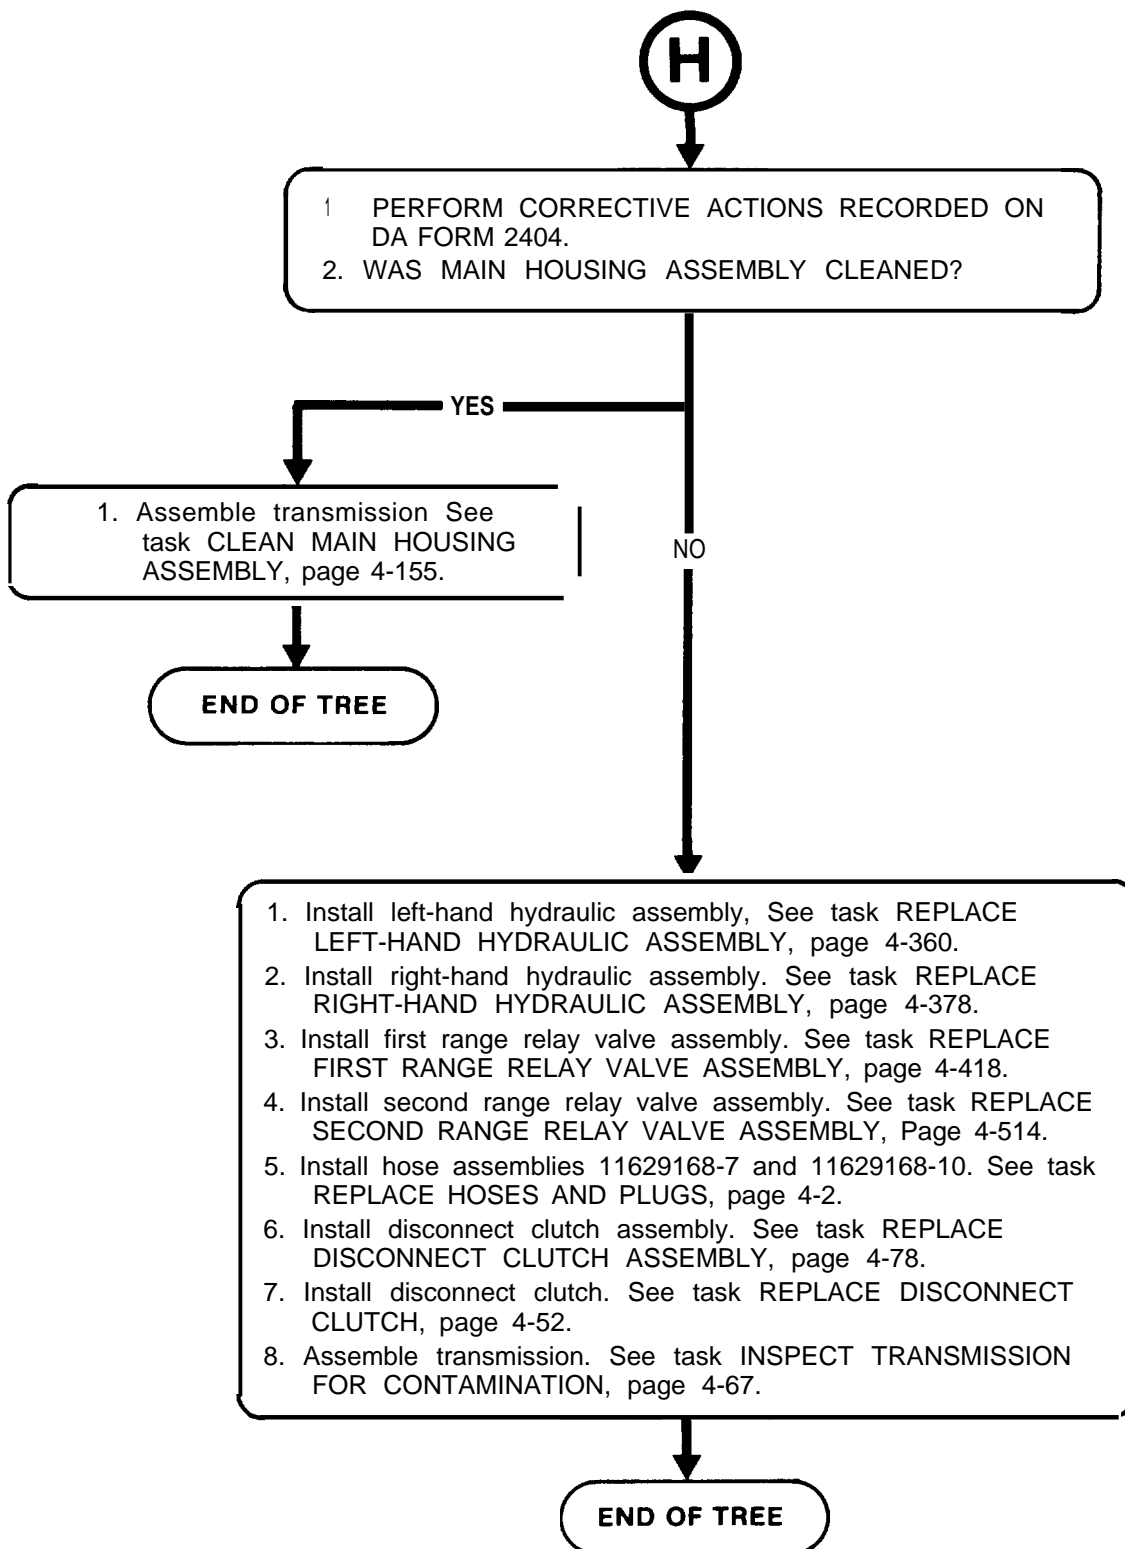 H
1 PERFORM CORRECTIVE ACTIONS RECORDED ON
DA FORM 2404.
2. WAS MAIN HOUSING ASSEMBLY CLEANED?
YES
1. Assemble transmission See
task CLEAN MAIN HOUSING
ASSEMBLY, page 4-155.
NO
END OF TREE
1. Install left-hand hydraulic assembly, See task REPLACE
LEFT-HAND HYDRAULIC ASSEMBLY, page 4-360.
2. Install right-hand hydraulic assembly. See task REPLACE
RIGHT-HAND HYDRAULIC ASSEMBLY, page 4-378.
3. Install first range relay valve assembly. See task REPLACE
FIRST RANGE RELAY VALVE ASSEMBLY, page 4-418.
4. Install second range relay valve assembly. See task REPLACE
SECOND RANGE RELAY VALVE ASSEMBLY, Page 4-514.
5. Install hose assemblies 11629168-7 and 11629168-10. See task
REPLACE HOSES AND PLUGS, page 4-2.
6. Install disconnect clutch assembly. See task REPLACE
DISCONNECT CLUTCH ASSEMBLY, page 4-78.
7. Install disconnect clutch. See task REPLACE DISCONNECT
CLUTCH, page 4-52.
8. Assemble transmission. See task INSPECT TRANSMISSION
FOR CONTAMINATION, page 4-67.
END OF TREE